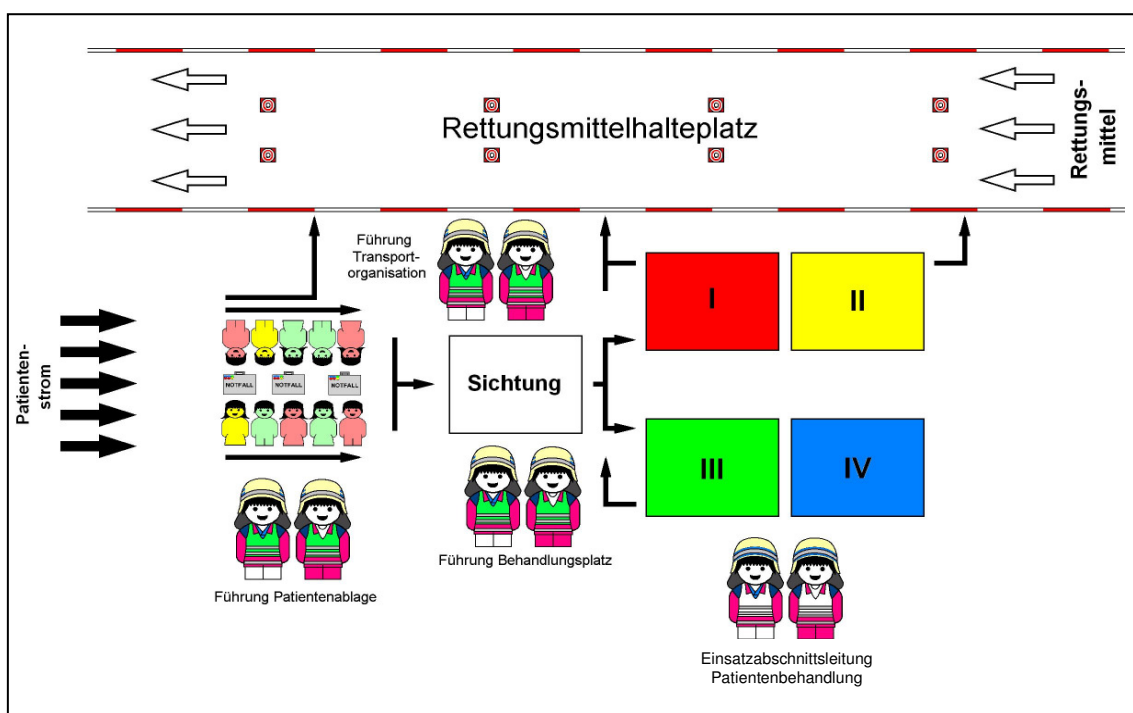 Rettungsmittelhalteplatz
Rettungs-
mittel
Führung
Transport-
organisation
I
II
Patienten-
strom
NOTFALL
NOTFALL
NOTFALL
Sichtung
III
IV
Führung Patientenablage
Führung Behandlungsplatz
Einsatzabschnittsleitung
Patientenbehandlung